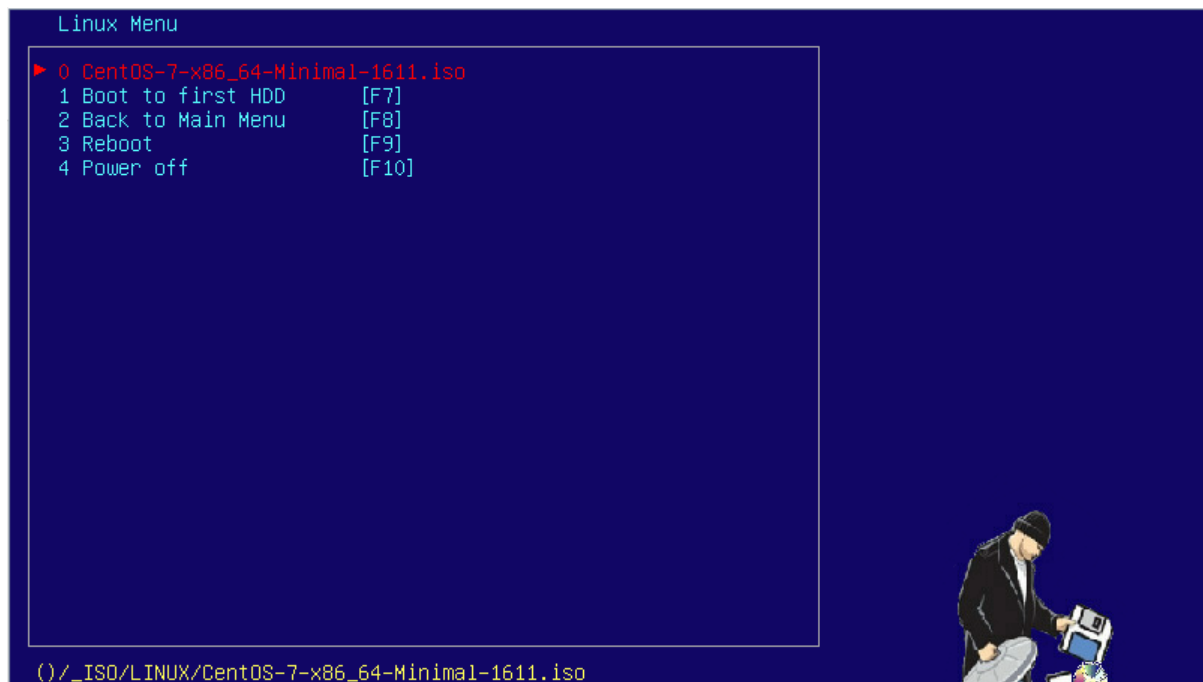 Linux Menu
0 CentOS-7-x86_64-Minimal-1611.iso
1 Boot to first HDD [F7]
2 Back to Main Menu [F8]
3 Reboot [F9]
4 Power off [F10]
()/_ISO/LINUX/CentOS-7-x86_64-Minimal-1611.iso